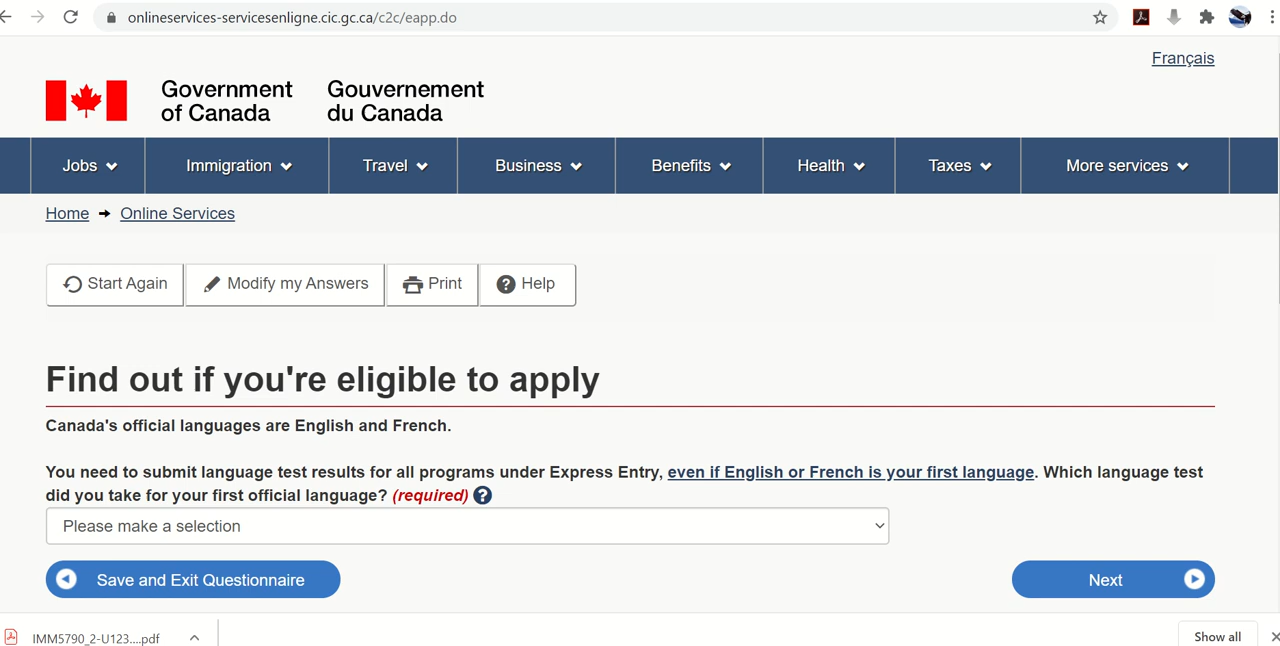 onlineservices-servicesenligne.cic.gc.ca/c2c/eapp.do
Français
Government Gouvernement
of Canada du Canada
Jobs Immigration Travel Business Benefits Health Taxes More services
Home Online Services
Start Again Modify my Answers Print Help
Find out if you're eligible to apply
Canada's official languages are English and French.
You need to submit language test results for all programs under Express Entry, even if English or French is your first language. Which language test
did you take for your first official language? (required)
Please make a selection
Save and Exit Questionnaire Next
IMM5790_2-U123....pdf Show all